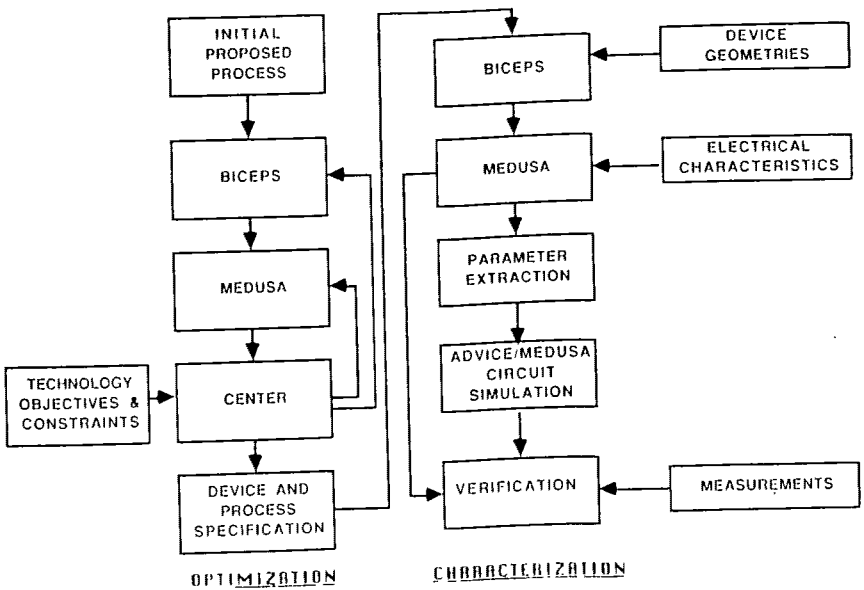 INITIAL
PROPOSED
PROCESS
BICEPS
MEDUSA
TECHNOLOGY
OBJECTIVES &
CONSTRAINTS
CENTER
DEVICE AND
PROCESS
SPECIFICATION
OPTIMIZATION
BICEPS
DEVICE
GEOMETRIES
MEDUSA
ELECTRICAL
CHARACTERISTICS
PARAMETER
EXTRACTION
ADVICE/MEDUSA
CIRCUIT
SIMULATION
VERIFICATION
MEASUREMENTS
CHARACTERIZATION